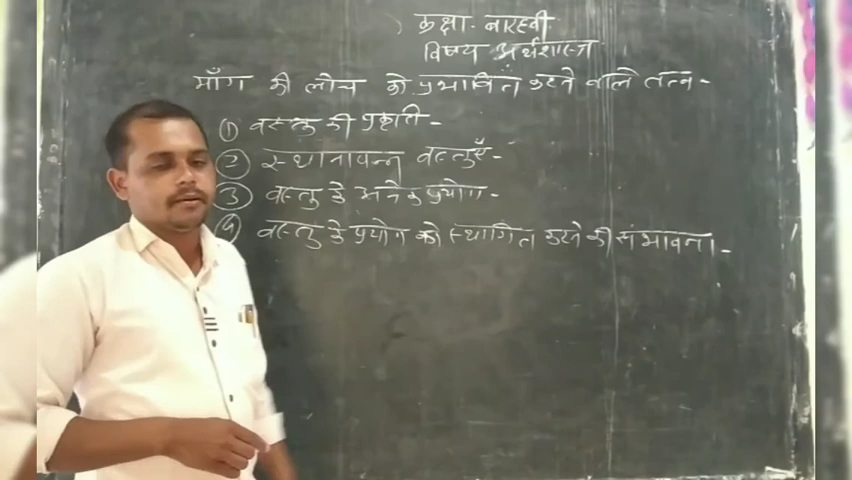 कक्षा - बारहवी
विषय अर्थशास्त्र
माँग की लोच को प्रभावित करने वाले तत्व -
① वस्तु की प्रकृति -
② स्थानापन्न वस्तुएँ -
③ वस्तु के अनेक प्रयोग -
④ वस्तु के प्रयोग को स्थागित करने की संभावना -